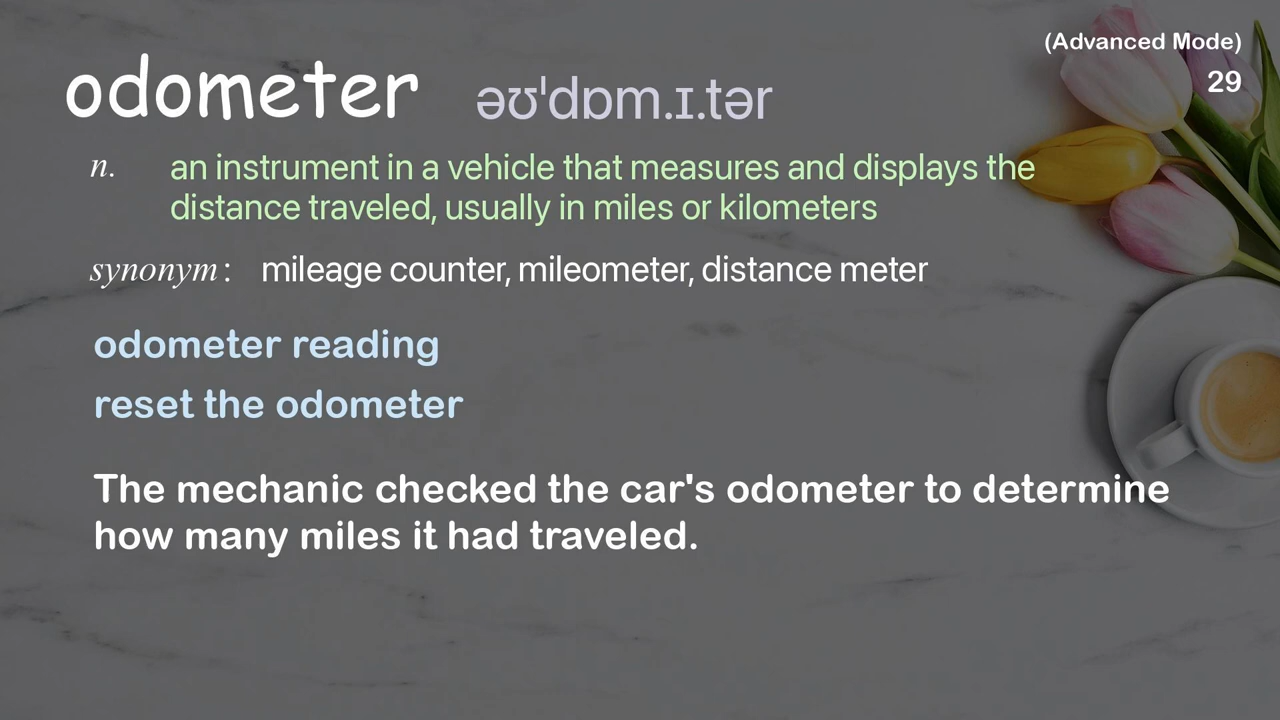 (Advanced Mode)
29
odometer əʊˈdɒm.ɪ.tər
n. an instrument in a vehicle that measures and displays the
distance traveled, usually in miles or kilometers
synonym: mileage counter, mileometer, distance meter
odometer reading
reset the odometer
The mechanic checked the car's odometer to determine
how many miles it had traveled.